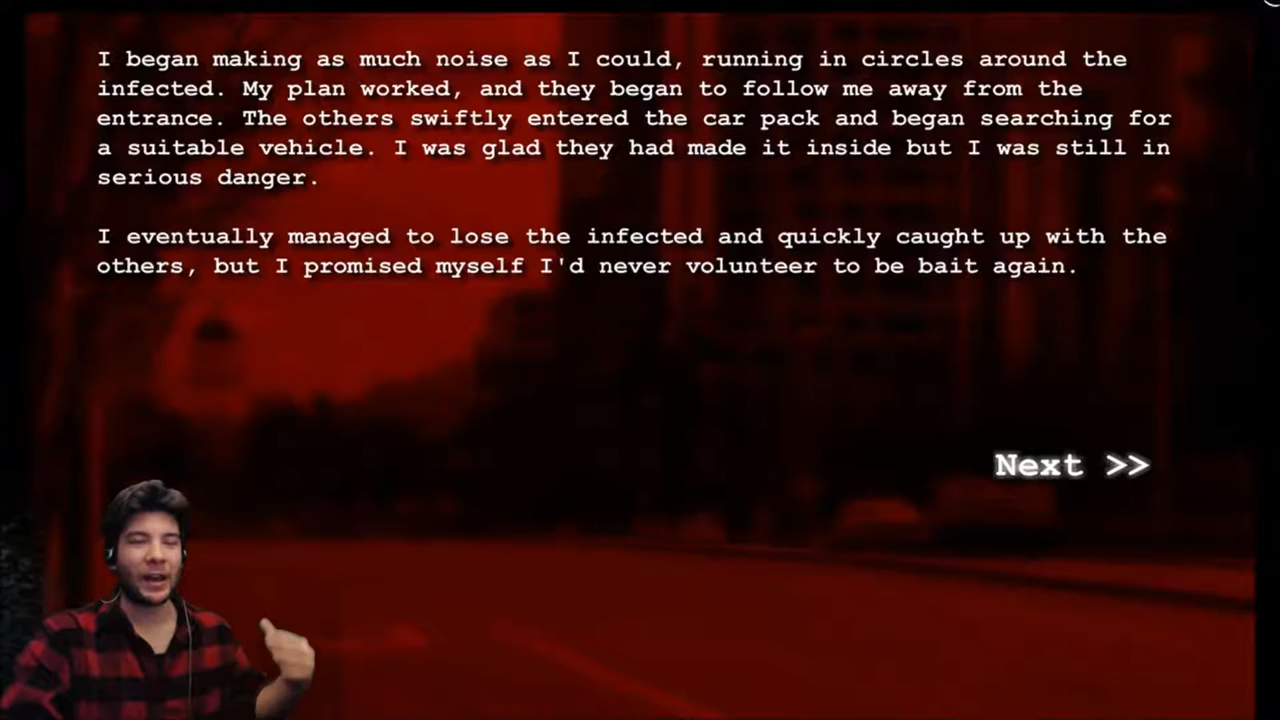 I began making as much noise as I could, running in circles around the
infected. My plan worked, and they began to follow me away from the
entrance. The others swiftly entered the car pack and began searching for
a suitable vehicle. I was glad they had made it inside but I was still in
serious danger.
I eventually managed to lose the infected and quickly caught up with the
others, but I promised myself I'd never volunteer to be bait again.
Next >>